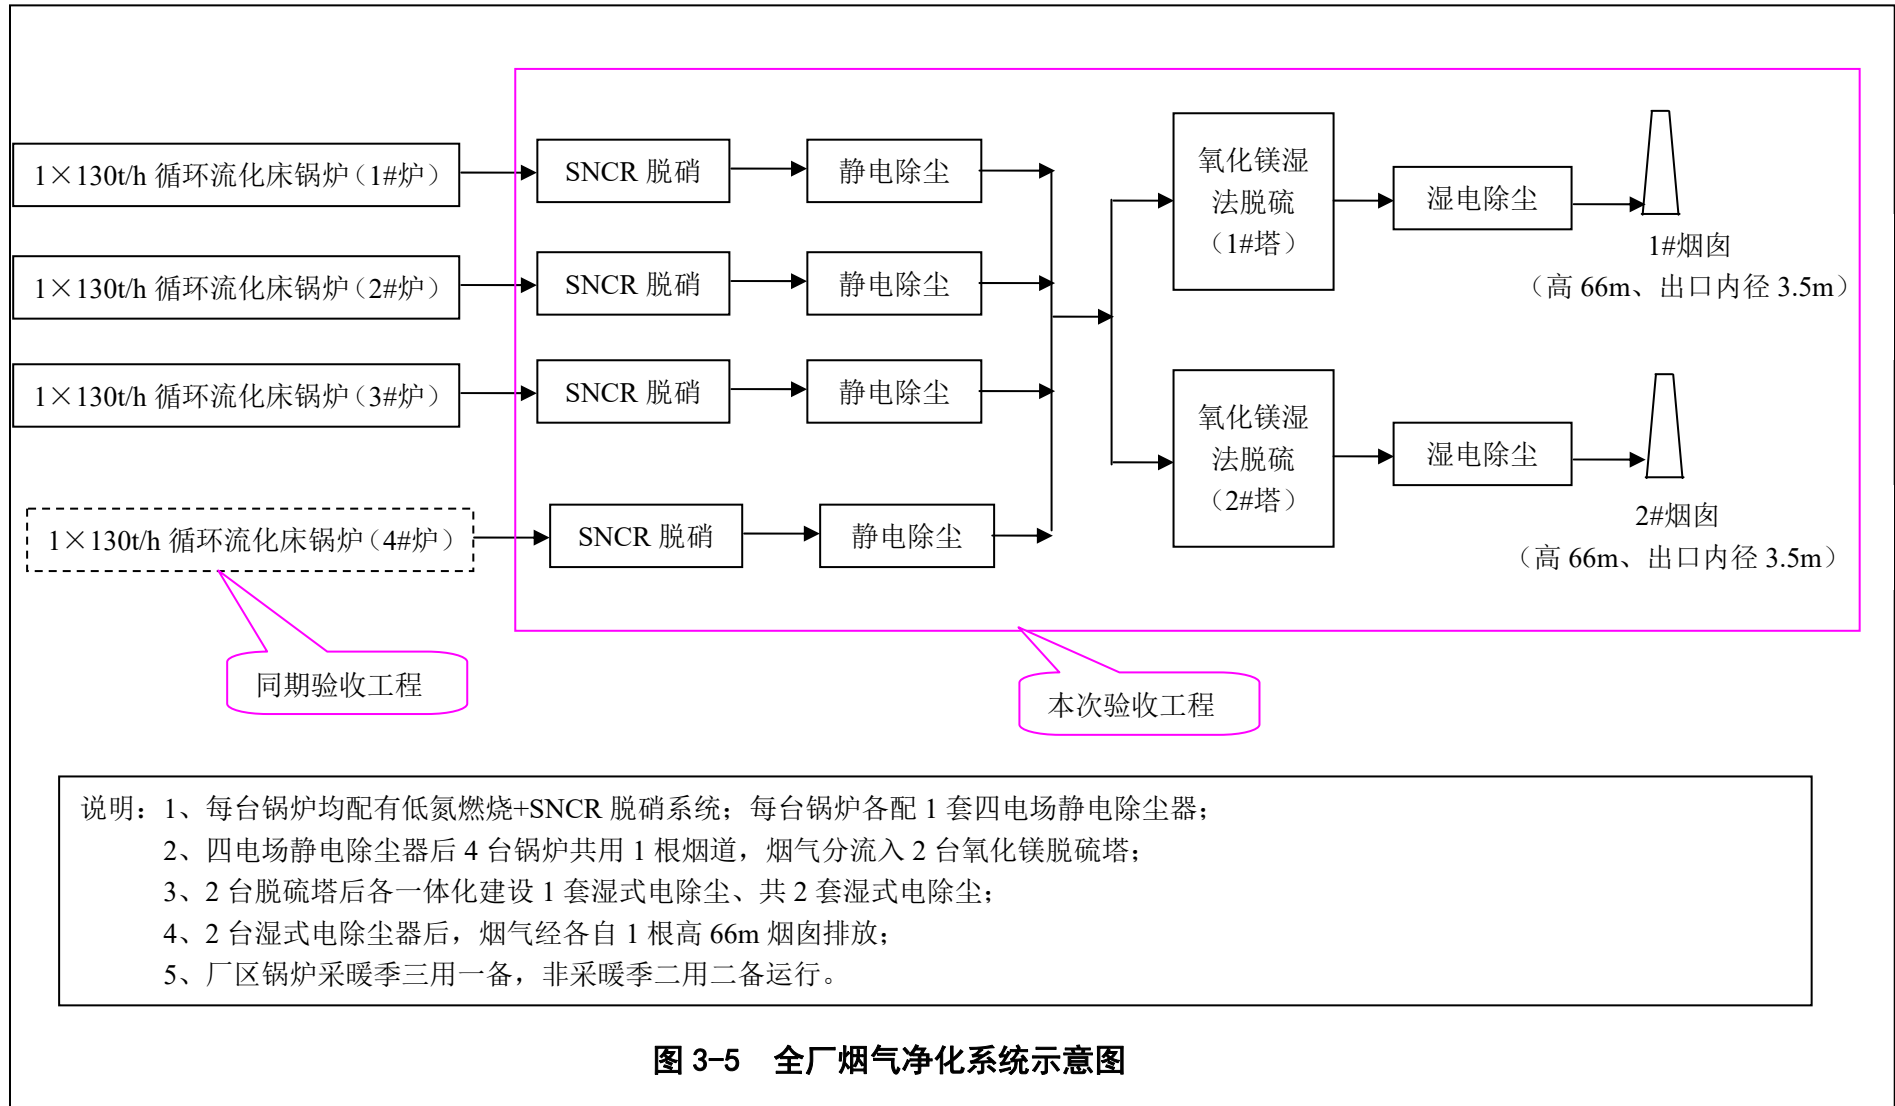 1×130t/h 循环流化床锅炉（1#炉）
SNCR 脱硝
静电除尘
1×130t/h 循环流化床锅炉（2#炉）
SNCR 脱硝
静电除尘
1×130t/h 循环流化床锅炉（3#炉）
SNCR 脱硝
静电除尘
1×130t/h 循环流化床锅炉（4#炉）
SNCR 脱硝
静电除尘
氧化镁湿
法脱硫
（1#塔）
湿电除尘
1#烟囱
（高 66m、出口内径 3.5m）
氧化镁湿
法脱硫
（2#塔）
湿电除尘
2#烟囱
（高 66m、出口内径 3.5m）
同期验收工程
本次验收工程
说明：1、每台锅炉均配有低氮燃烧+SNCR 脱硝系统；每台锅炉各配 1 套四电场静电除尘器；
2、四电场静电除尘器后 4 台锅炉共用 1 根烟道，烟气分流入 2 台氧化镁脱硫塔；
3、2 台脱硫塔后各一体化建设 1 套湿式电除尘、共 2 套湿式电除尘；
4、2 台湿式电除尘器后，烟气经各自 1 根高 66m 烟囱排放；
5、厂区锅炉采暖季三用一备，非采暖季二用二备运行。
图 3-5 全厂烟气净化系统示意图